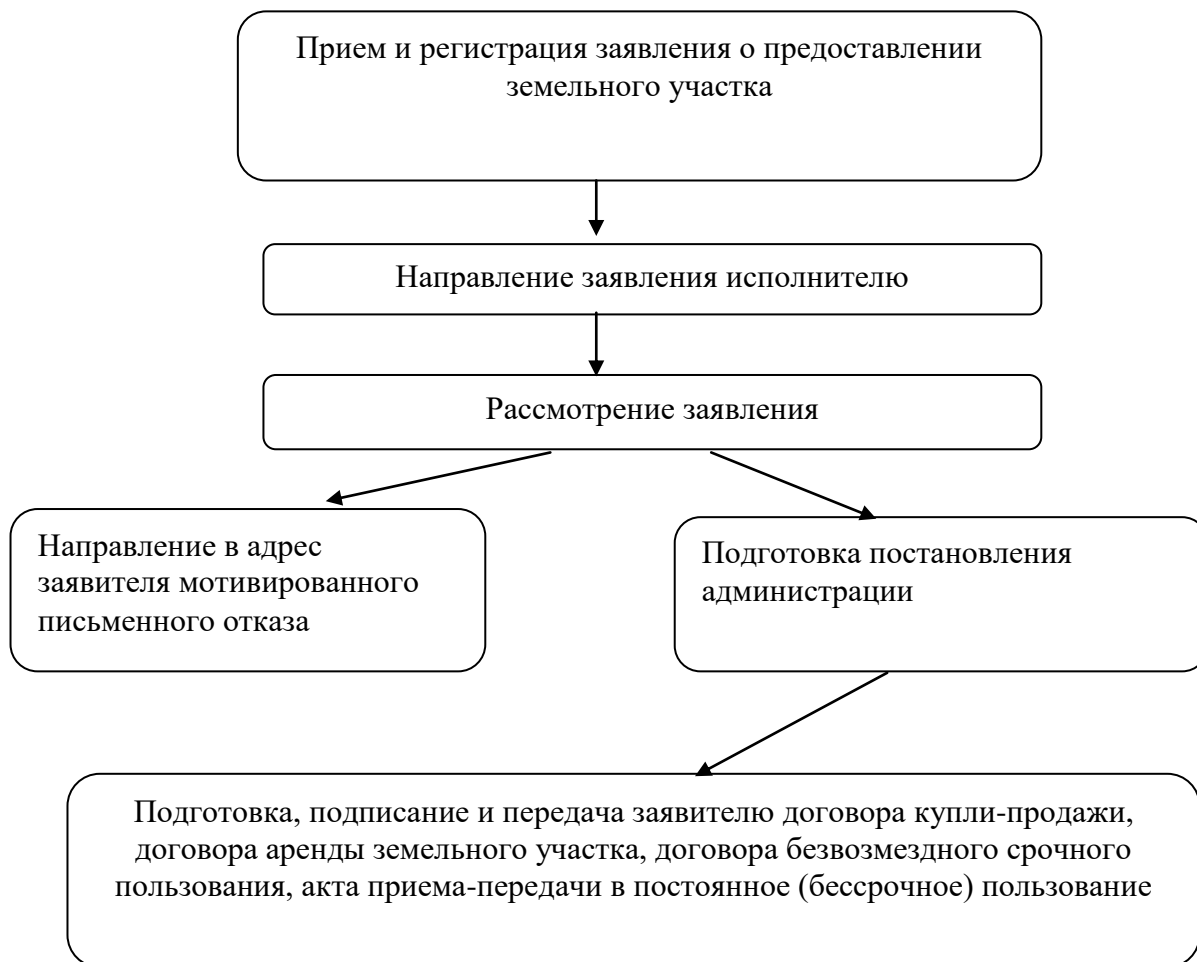 Прием и регистрация заявления о предоставлении
земельного участка
Направление заявления исполнителю
Рассмотрение заявления
Направление в адрес
заявителя мотивированного
письменного отказа
Подготовка постановления
администрации
Подготовка, подписание и передача заявителю договора купли-продажи,
договора аренды земельного участка, договора безвозмездного срочного
пользования, акта приема-передачи в постоянное (бессрочное) пользование